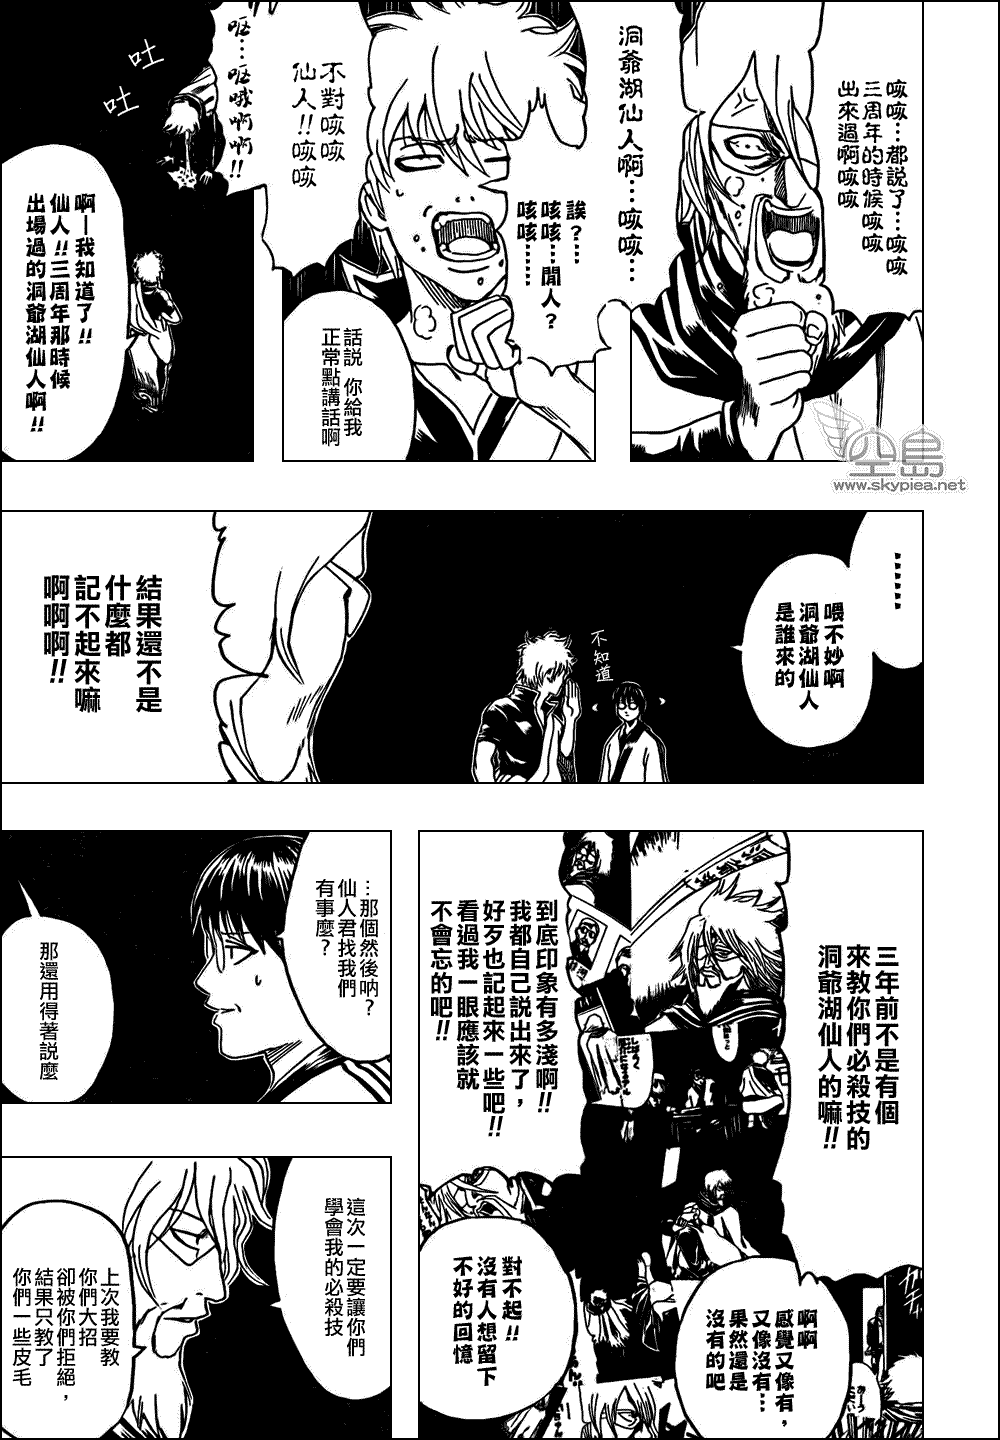 咳咳…都説了…咳咳
三周年的時候咳咳
出來過啊咳咳
洞爺湖仙人啊…咳咳…
誒?…
咳咳…閒人?
咳咳…
不對咳咳
仙人!!咳咳
話説 你給我
正常點講話啊
嘔…嘔哦啊啊!!
吐
吐
啊—我知道了!!
仙人!!三周年那時候
出場過的洞爺湖仙人啊!!
空島
www.skypiea.net
……
喂不妙啊
洞爺湖仙人
是誰來的
不知道
結果還不是
什麼都
記不起來嘛
啊啊啊!!
三年前不是有個
來教你們必殺技的
洞爺湖仙人的嘛!!
到底印象有多淺啊!!
我都自己説出來了,
好歹也記起來一些吧!!
看過我一眼應該就
不會忘的吧!!
啊啊
感覺又像有,
又像沒有…
果然還是
沒有的吧
對不起!!
沒有人想留下
不好的回憶
…那個然後吶?
仙人君找我們
有事麼?
那還用得著説麼
這次一定要讓你們
學會我的必殺技
上次我要教
你們大招
卻被你們拒絕,
結果只教了
你們一些皮毛